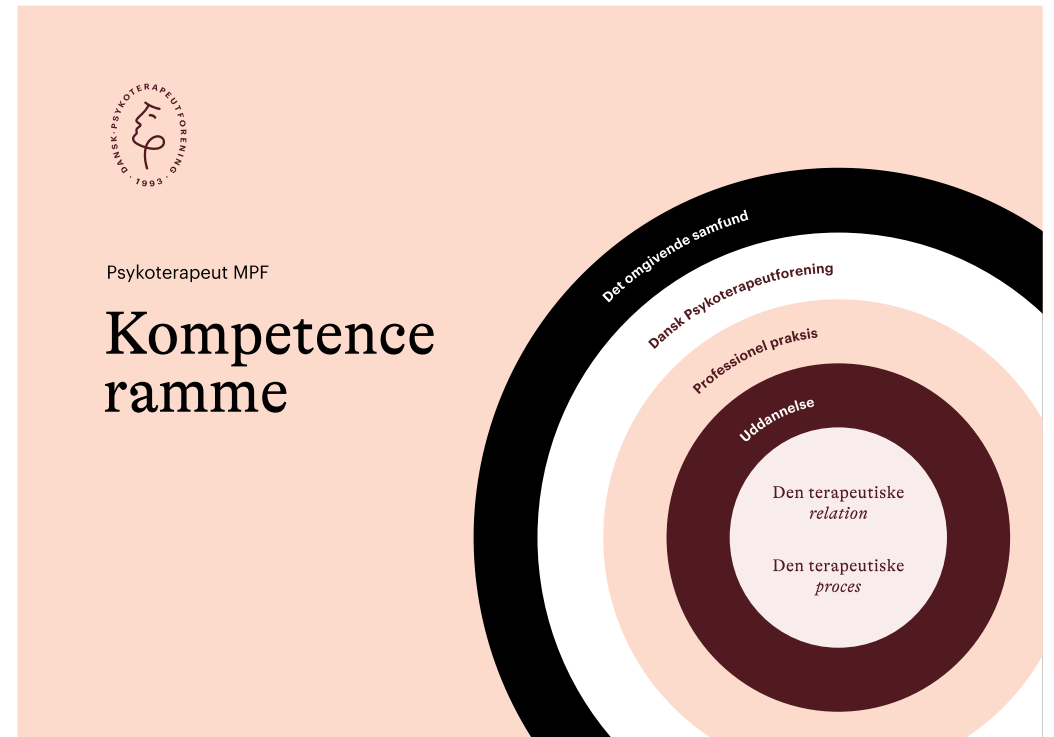 DANSK·PSYKOTERAPEUTFORENING · 1993 ·
Psykoterapeut MPF
Kompetence
ramme
Det omgivende samfund
Dansk Psykoterapeutforening
Professionel praksis
Uddannelse
Den terapeutiske
relation
Den terapeutiske
proces